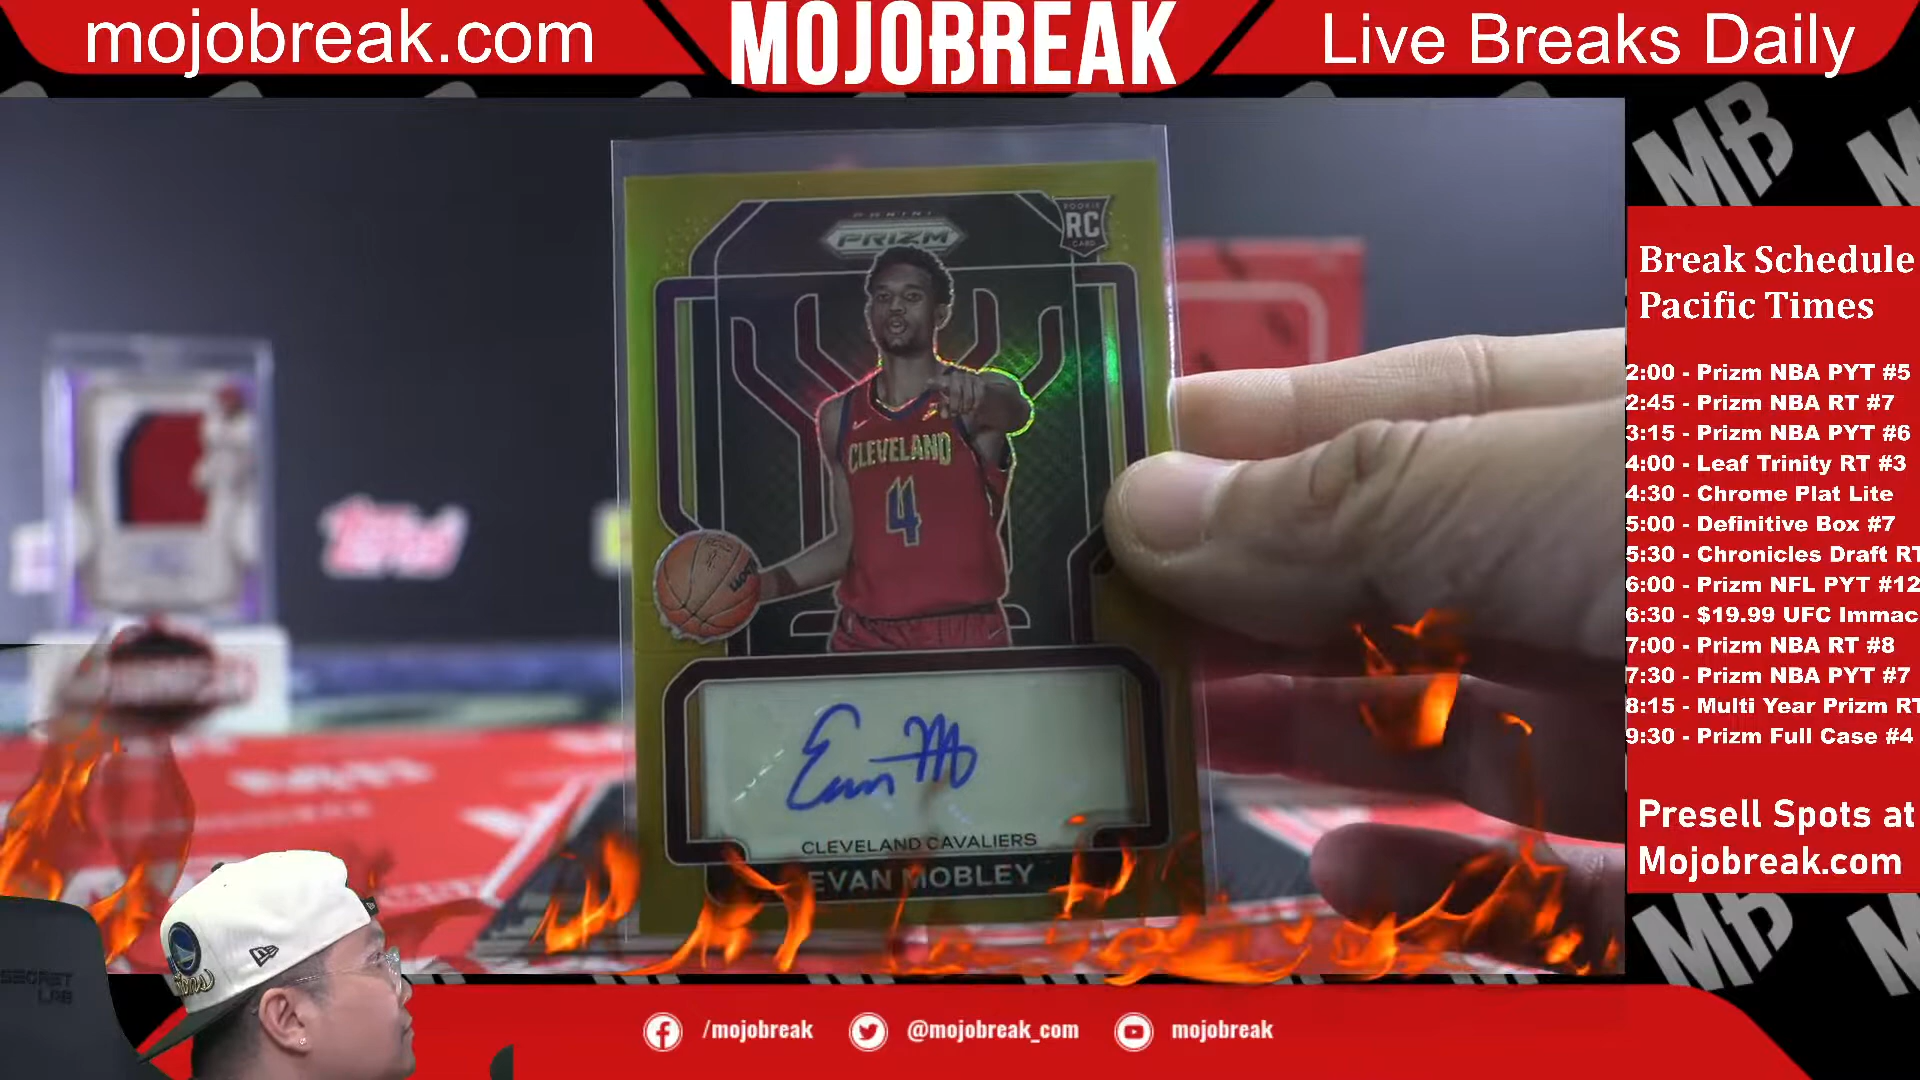 mojobreak.com
MOJOBREAK
Live Breaks Daily
MB
PANINI
PRIZM
ROOKIE
RC
CARD
CLEVELAND
4
Topps
CLEVELAND CAVALIERS
EVAN MOBLEY
Break Schedule
Pacific Times
2:00 - Prizm NBA PYT #5
2:45 - Prizm NBA RT #7
3:15 - Prizm NBA PYT #6
4:00 - Leaf Trinity RT #3
4:30 - Chrome Plat Lite
5:00 - Definitive Box #7
5:30 - Chronicles Draft RT
6:00 - Prizm NFL PYT #12
6:30 - $19.99 UFC Immac
7:00 - Prizm NBA RT #8
7:30 - Prizm NBA PYT #7
8:15 - Multi Year Prizm RT
9:30 - Prizm Full Case #4
Presell Spots at
Mojobreak.com
MB
SECRET
LAB
/mojobreak
@mojobreak_com
mojobreak